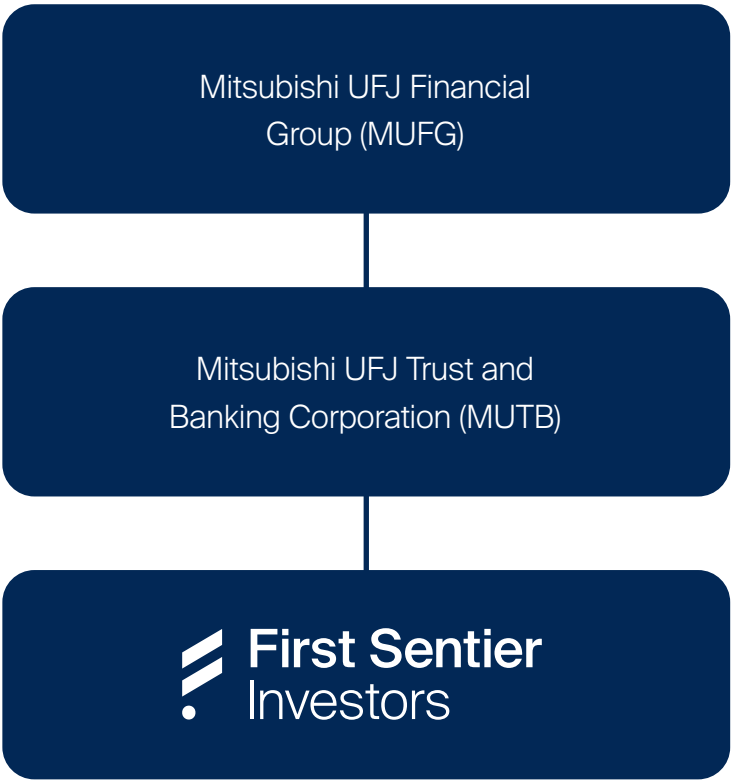 Mitsubishi UFJ Financial
Group (MUFG)
Mitsubishi UFJ Trust and
Banking Corporation (MUTB)
First Sentier
Investors